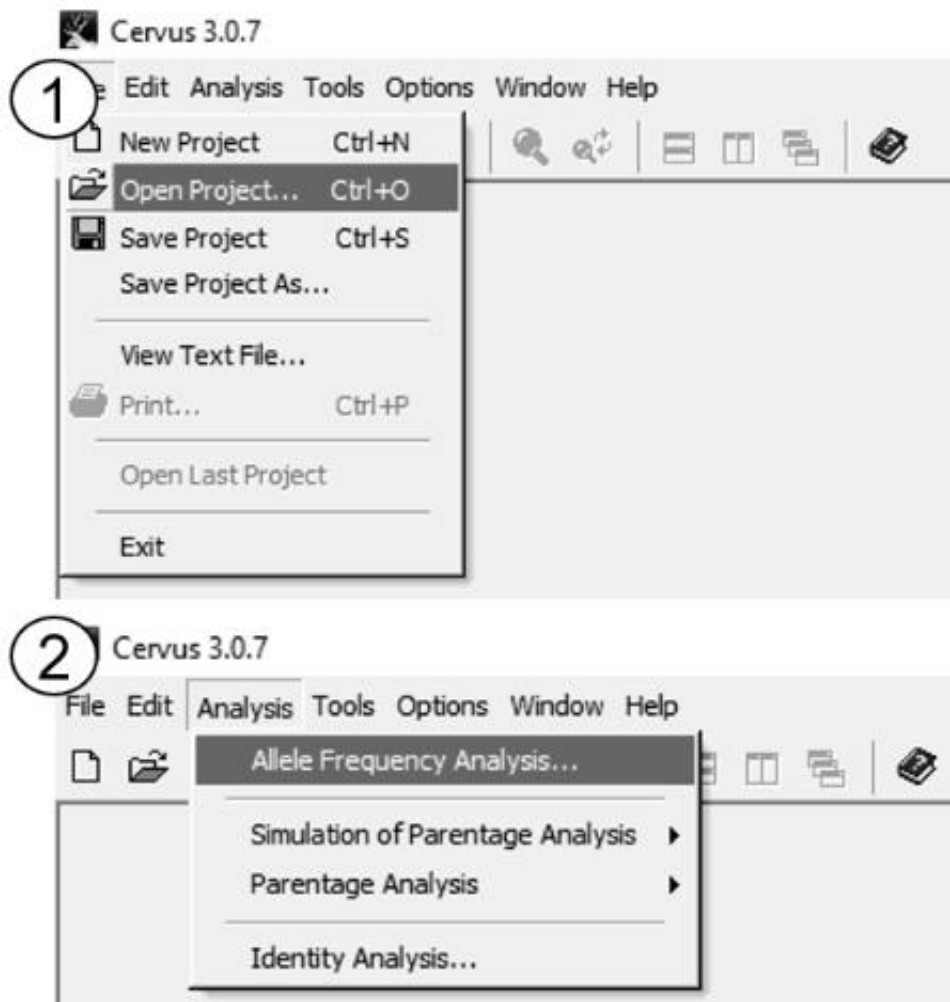 Cervus 3.0.7
1
e Edit Analysis Tools Options Window Help
New Project Ctrl+N
Open Project... Ctrl+O
Save Project Ctrl+S
Save Project As...
View Text File...
Print... Ctrl+P
Open Last Project
Exit
2
Cervus 3.0.7
File Edit Analysis Tools Options Window Help
Allele Frequency Analysis...
Simulation of Parentage Analysis
Parentage Analysis
Identity Analysis...